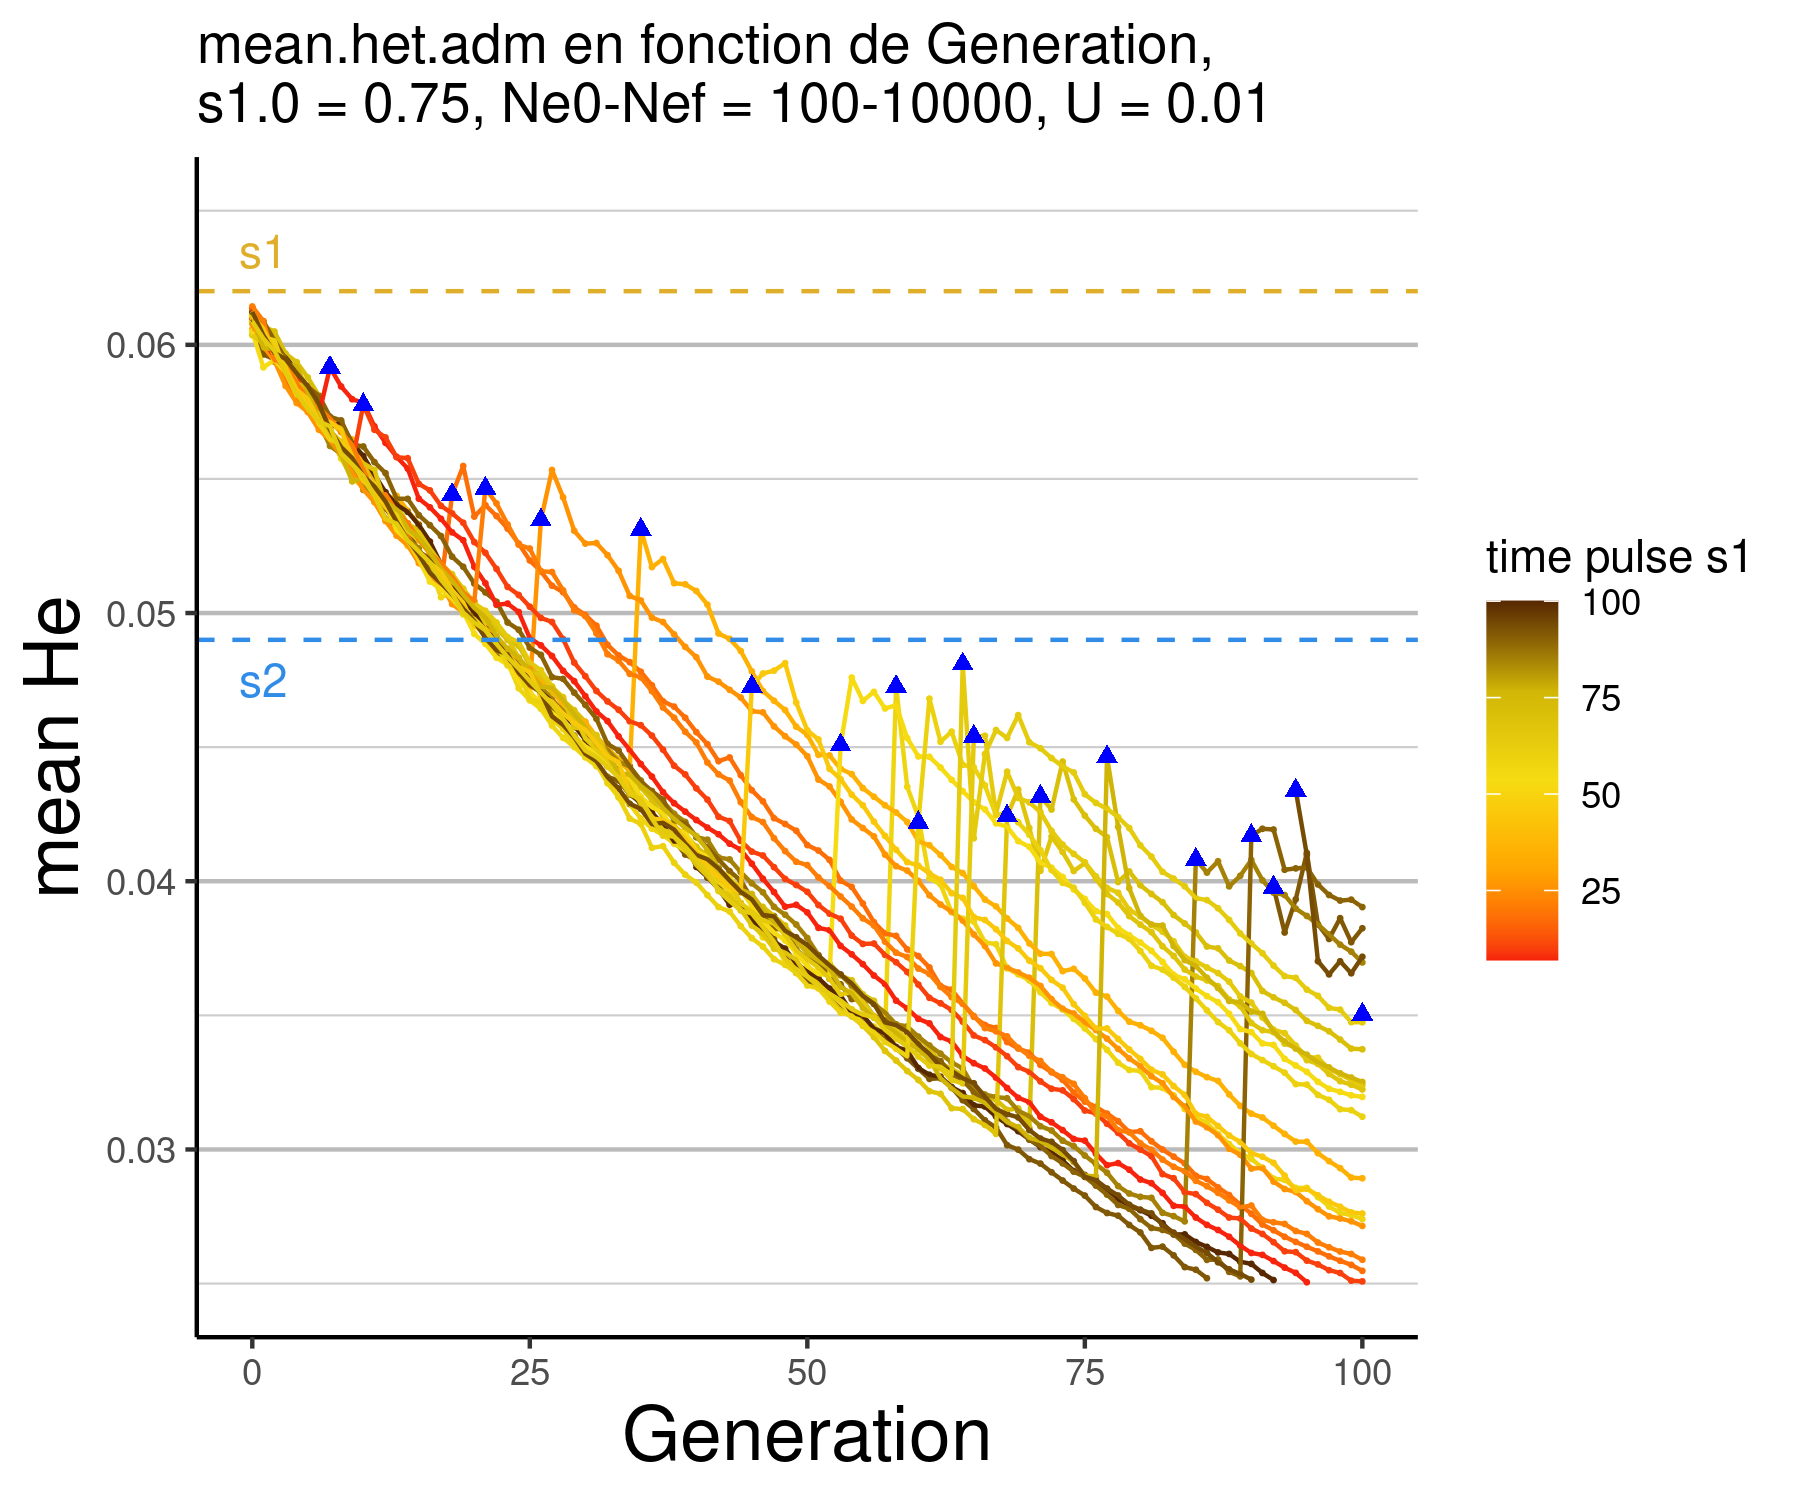 mean.het.adm en fonction de Generation,
s1.0 = 0.75, Ne0-Nef = 100-10000, U = 0.01
s1
0.06
0.05
s2
0.04
0.03
mean He
0
25
50
75
100
Generation
time pulse s1
100
75
50
25